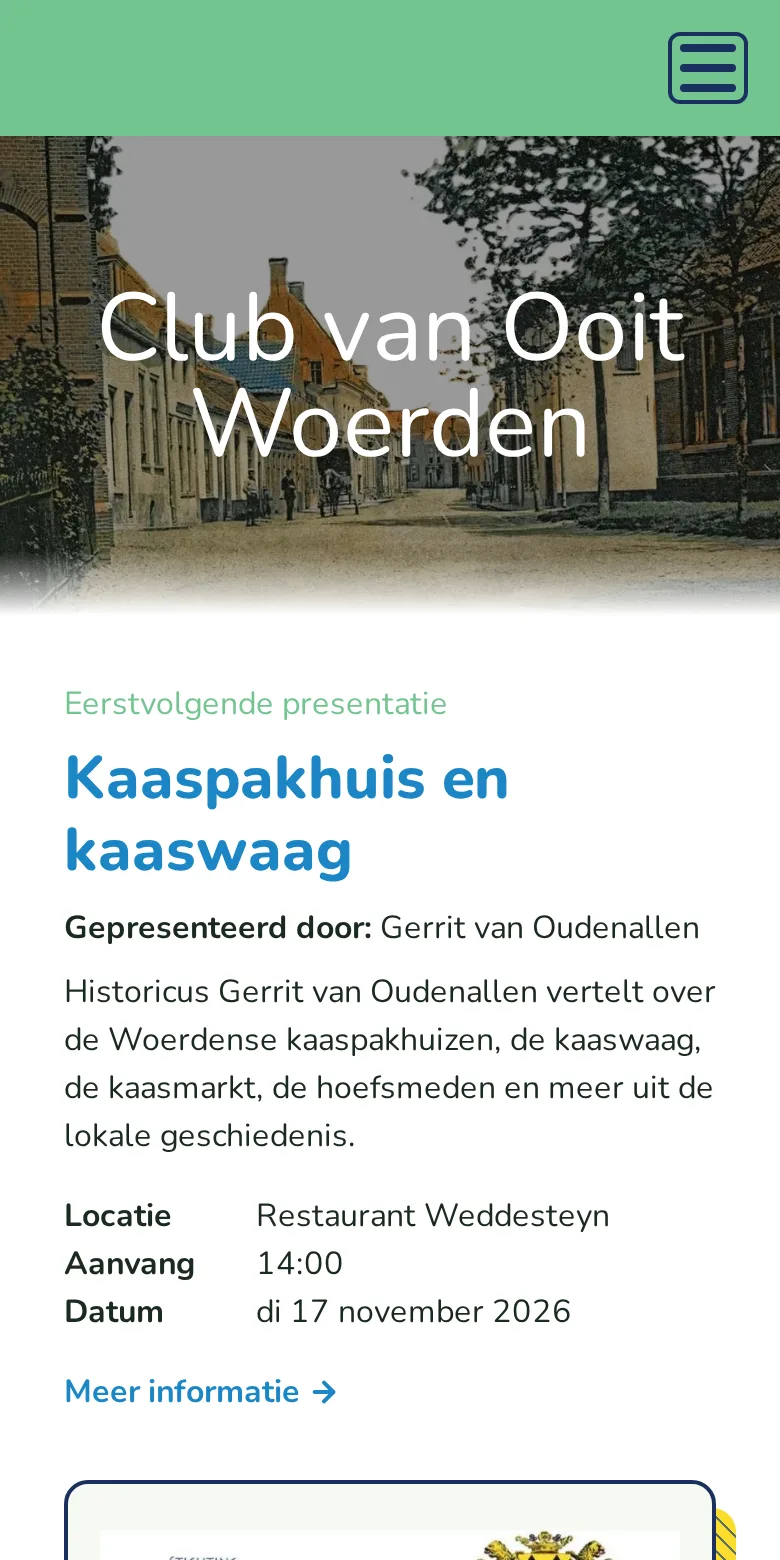 Club van Ooit
Woerden
Eerstvolgende presentatie
Kaaspakhuis en
kaaswaag
Gepresenteerd door: Gerrit van Oudenallen
Historicus Gerrit van Oudenallen vertelt over
de Woerdense kaaspakhuizen, de kaaswaag,
de kaasmarkt, de hoefsmeden en meer uit de
lokale geschiedenis.
Locatie Restaurant Weddesteyn
Aanvang 14:00
Datum di 17 november 2026
Meer informatie →